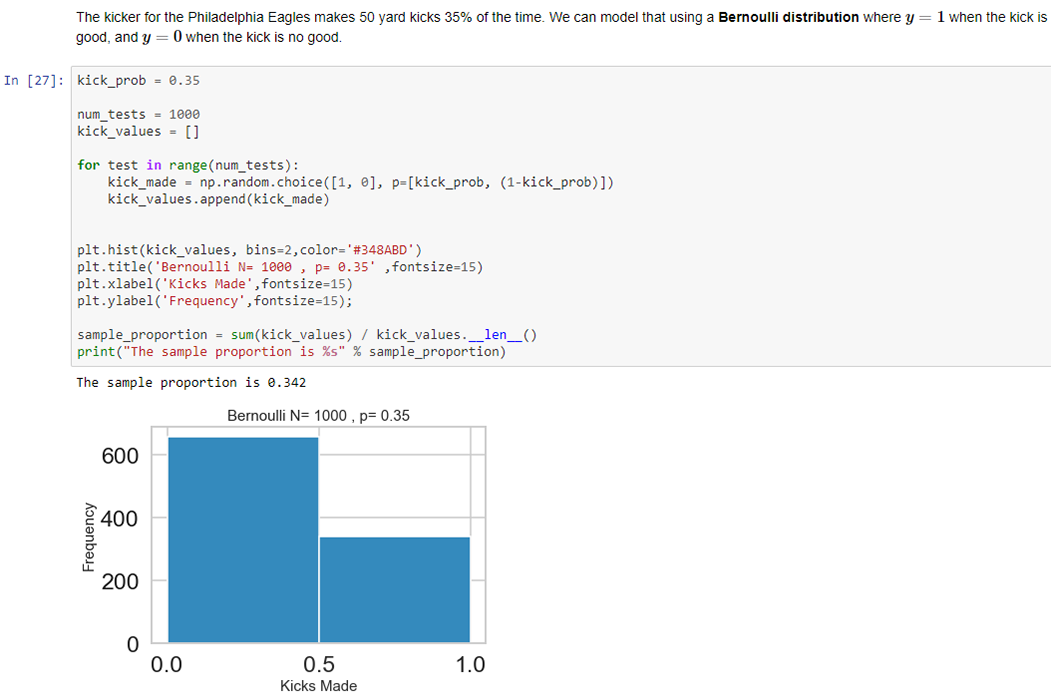 The kicker for the Philadelphia Eagles makes 50 yard kicks 35% of the time. We can model that using a Bernoulli distribution where y = 1 when the kick is
good, and y = 0 when the kick is no good.
In [27]: kick_prob = 0.35
num_tests = 1000
kick_values = []
for test in range(num_tests):
    kick_made = np.random.choice([1, 0], p=[kick_prob, (1-kick_prob)])
    kick_values.append(kick_made)
plt.hist(kick_values, bins=2,color='#348ABD')
plt.title('Bernoulli N= 1000 , p= 0.35' ,fontsize=15)
plt.xlabel('Kicks Made',fontsize=15)
plt.ylabel('Frequency',fontsize=15);
sample_proportion = sum(kick_values) / kick_values.__len__()
print("The sample proportion is %s" % sample_proportion)
The sample proportion is 0.342
Bernoulli N= 1000 , p= 0.35
Frequency
600
400
200
0
0.0 0.5 1.0
Kicks Made